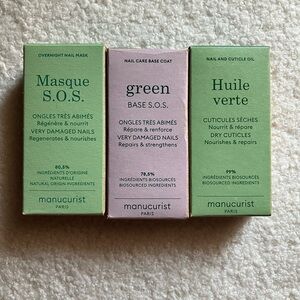 OVERNIGHT NAIL MASK
Masque
S.O.S.
ONGLES TRÈS ABIMÉS
Régénère & nourrit
VERY DAMAGED NAILS
Regenerates & nourishes
80,5%
INGRÉDIENTS D'ORIGINE
NATURELLE
NATURAL ORIGIN INGREDIENTS
manucurist
PARIS
NAIL CARE BASE COAT
green
BASE S.O.S.
ONGLES TRÈS ABIMÉS
Répare & renforce
VERY DAMAGED NAILS
Repairs & strengthens
78,5%
INGRÉDIENTS BIOSOURCÉS
BIOSOURCED INGREDIENTS
manucurist
PARIS
NAIL AND CUTICLE OIL
Huile
verte
CUTICULES SÈCHES
Nourrit & répare
DRY CUTICLES
Nourishes & repairs
99%
INGRÉDIENTS BIOSOURCÉS
BIOSOURCED INGREDIENTS
manucurist
PARIS